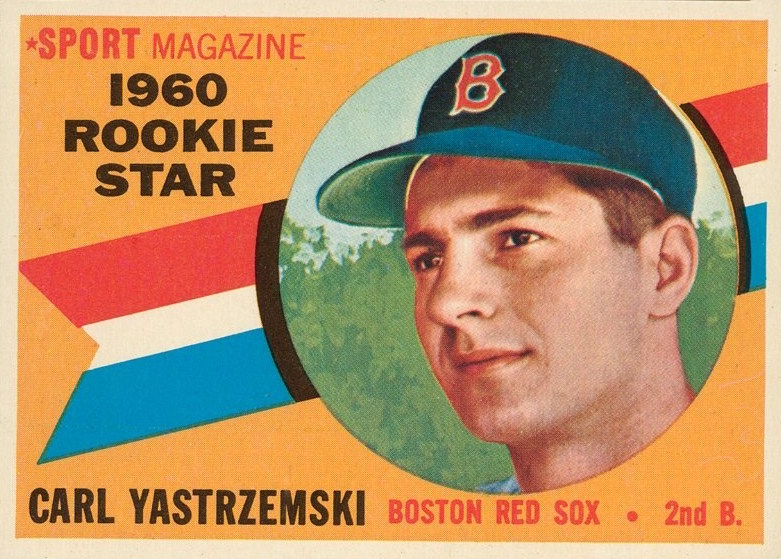 ★SPORT MAGAZINE
1960
ROOKIE
STAR
B
CARL YASTRZEMSKI BOSTON RED SOX • 2nd B.